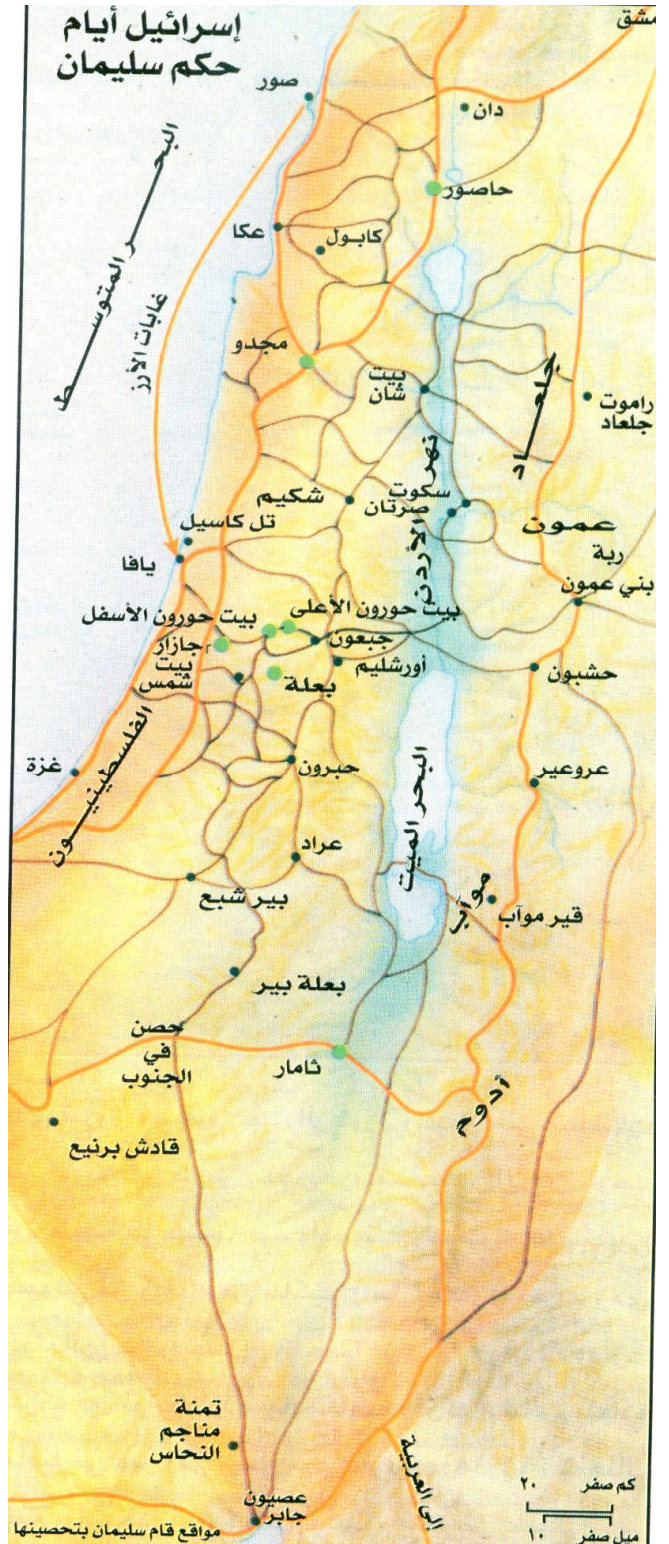 إسرائيل أيام
حكم سليمان
دمشق
صور
دان
البحر المتوسط
حاصور
عكا
كابول
غابات الأرز
مجدو
بيت
شان
جلعاد
راموت
جلعاد
نهر الأردن
سكوت
صرتان
شكيم
تل كاسيل
يافا
عمون
ربة
بني عمون
بيت حورون الأعلى
بيت حورون الأسفل
جبعون
جازار
أورشليم
بيت
شمس
بعلة
حشبون
الفلسطينيون
غزة
حبرون
البحر الميت
عروعير
عراد
بير شبع
موآب
قير موآب
بعلة بير
حصن
في
الجنوب
ثامار
أدوم
قادش برنيع
تمنة
مناجم
النحاس
عصيون
جابر
إلى العربية
كم صفر ٢٠
ميل صفر ١٠
مواقع قام سليمان بتحصينها